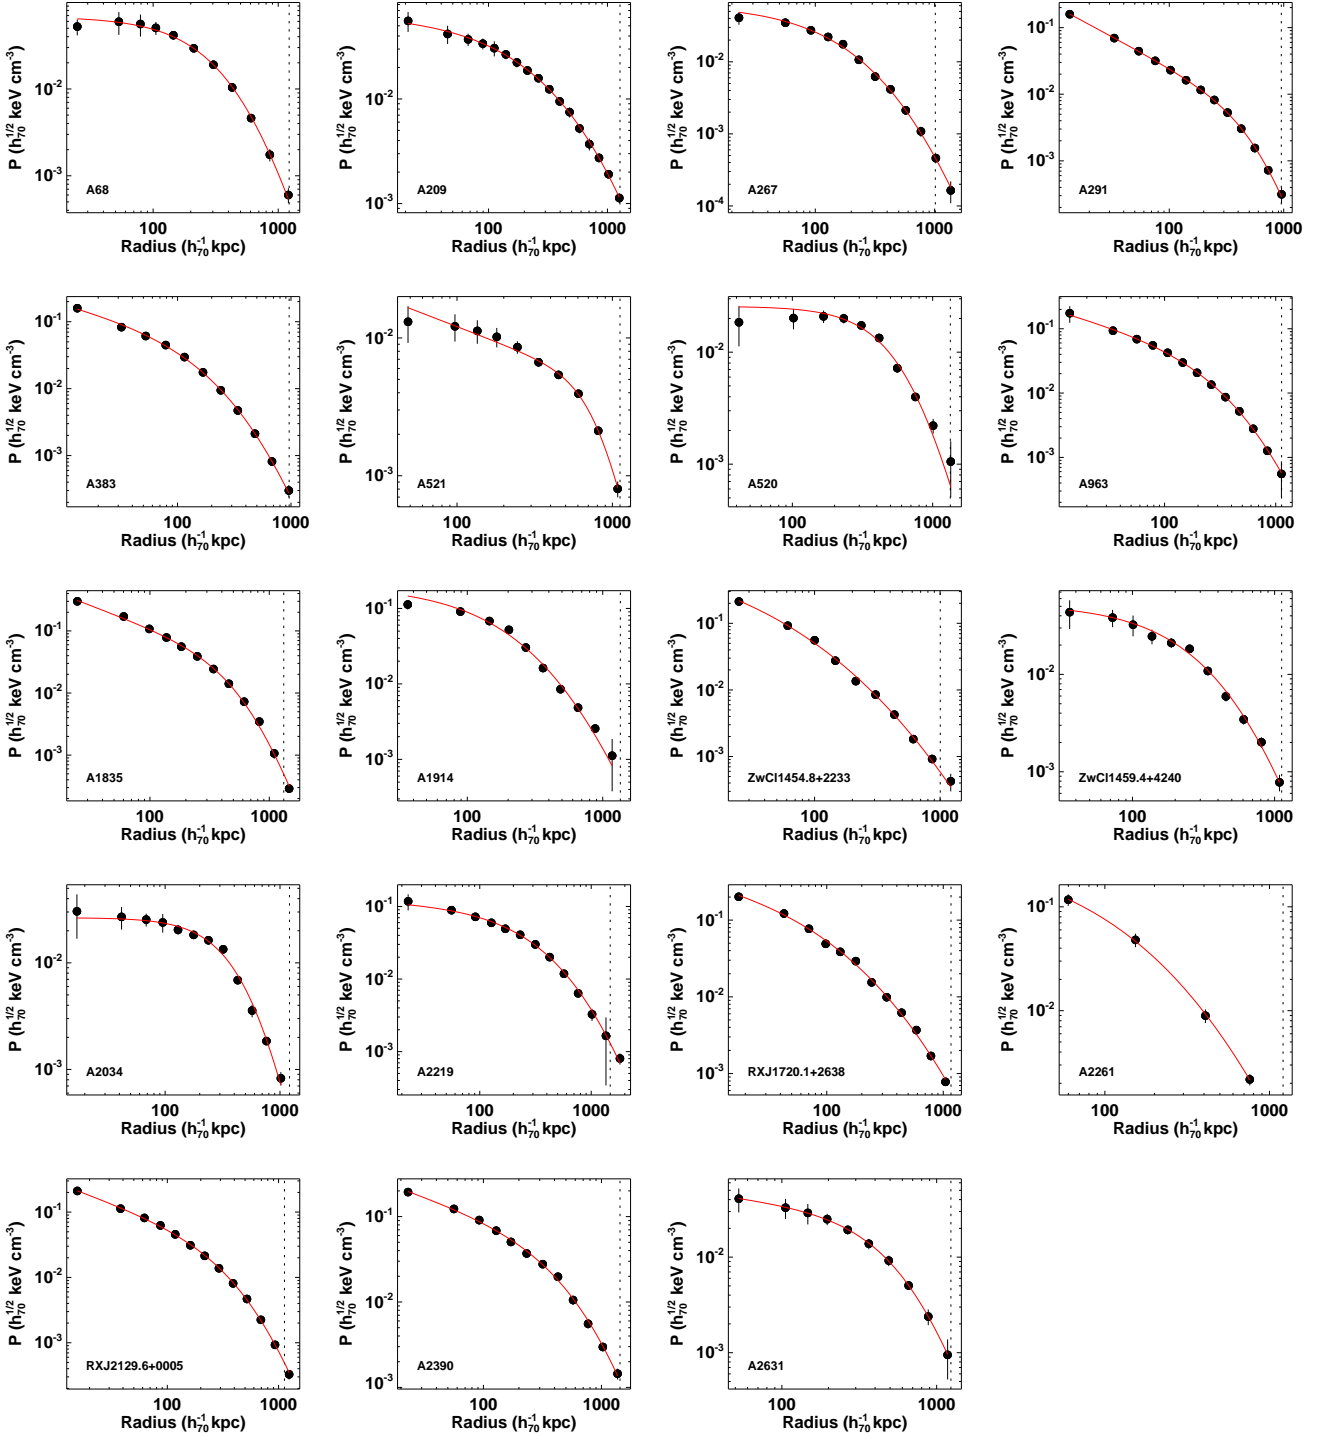 P (h70^1/2 keV cm^-3)
10^-2
10^-3
A68
100 1000
Radius (h70^-1 kpc)
P (h70^1/2 keV cm^-3)
10^-2
10^-3
A209
100 1000
Radius (h70^-1 kpc)
P (h70^1/2 keV cm^-3)
10^-2
10^-3
10^-4
A267
100 1000
Radius (h70^-1 kpc)
P (h70^1/2 keV cm^-3)
10^-1
10^-2
10^-3
A291
100 1000
Radius (h70^-1 kpc)
P (h70^1/2 keV cm^-3)
10^-1
10^-2
10^-3
A383
100 1000
Radius (h70^-1 kpc)
P (h70^1/2 keV cm^-3)
10^-2
10^-3
A521
100 1000
Radius (h70^-1 kpc)
P (h70^1/2 keV cm^-3)
10^-2
10^-3
A520
100 1000
Radius (h70^-1 kpc)
P (h70^1/2 keV cm^-3)
10^-1
10^-2
10^-3
A963
100 1000
Radius (h70^-1 kpc)
P (h70^1/2 keV cm^-3)
10^-1
10^-2
10^-3
A1835
100 1000
Radius (h70^-1 kpc)
P (h70^1/2 keV cm^-3)
10^-1
10^-2
10^-3
A1914
100 1000
Radius (h70^-1 kpc)
P (h70^1/2 keV cm^-3)
10^-1
10^-2
10^-3
ZwCl1454.8+2233
100 1000
Radius (h70^-1 kpc)
P (h70^1/2 keV cm^-3)
10^-2
10^-3
ZwCl1459.4+4240
100 1000
Radius (h70^-1 kpc)
P (h70^1/2 keV cm^-3)
10^-2
10^-3
A2034
100 1000
Radius (h70^-1 kpc)
P (h70^1/2 keV cm^-3)
10^-1
10^-2
10^-3
A2219
100 1000
Radius (h70^-1 kpc)
P (h70^1/2 keV cm^-3)
10^-1
10^-2
10^-3
RXJ1720.1+2638
100 1000
Radius (h70^-1 kpc)
P (h70^1/2 keV cm^-3)
10^-1
10^-2
A2261
100 1000
Radius (h70^-1 kpc)
P (h70^1/2 keV cm^-3)
10^-1
10^-2
10^-3
RXJ2129.6+0005
100 1000
Radius (h70^-1 kpc)
P (h70^1/2 keV cm^-3)
10^-1
10^-2
10^-3
A2390
100 1000
Radius (h70^-1 kpc)
P (h70^1/2 keV cm^-3)
10^-2
10^-3
A2631
100 1000
Radius (h70^-1 kpc)